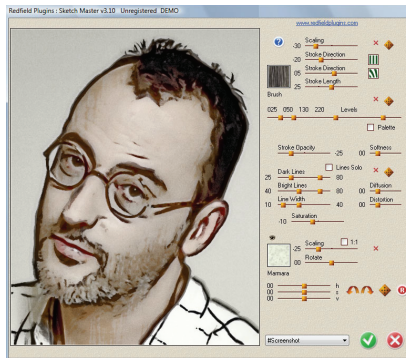 Redfield Plugins : Sketch Master v3.10 Unregistered DEMO
www.redfieldplugins.com
?
Scaling
-30
Stroke Direction
-20
Stroke Direction
05
Stroke Length
25
Brush
025 050 130 220 Levels
Palette
Stroke Opacity -25
00 Softness
Lines Solo
25 Dark Lines 80
40 Bright Lines 80
00 Diffusion
10 Line Width 40
00 Distortion
Saturation
-10
Scaling
-25
1:1
Rotate
00
Mamara
00 h
00 s
00 v
R
#Screenshot